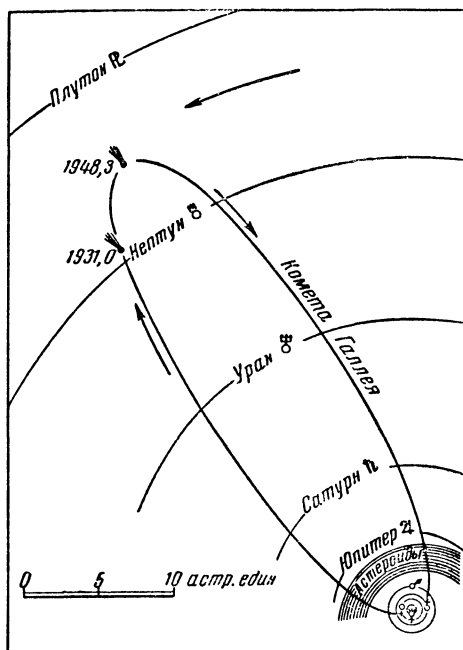 Плутон ♇
1948,3
1931,0
Нептун ♆
Комета Галлея
Уран ♅
Сатурн ♄
Юпитер ♃
Астероиды
♂
0 5 10 астр. един